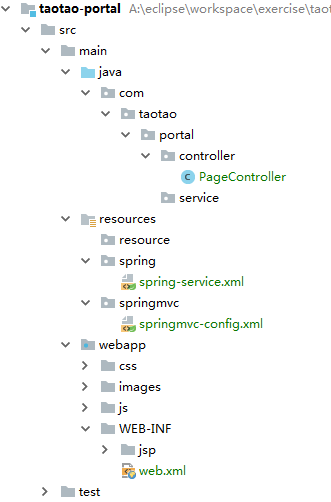 taotao-portal A:\eclipse\workspace\exercise\taot
src
main
java
com
taotao
portal
controller
PageController
service
resources
resource
spring
spring-service.xml
springmvc
springmvc-config.xml
webapp
css
images
js
WEB-INF
jsp
web.xml
test